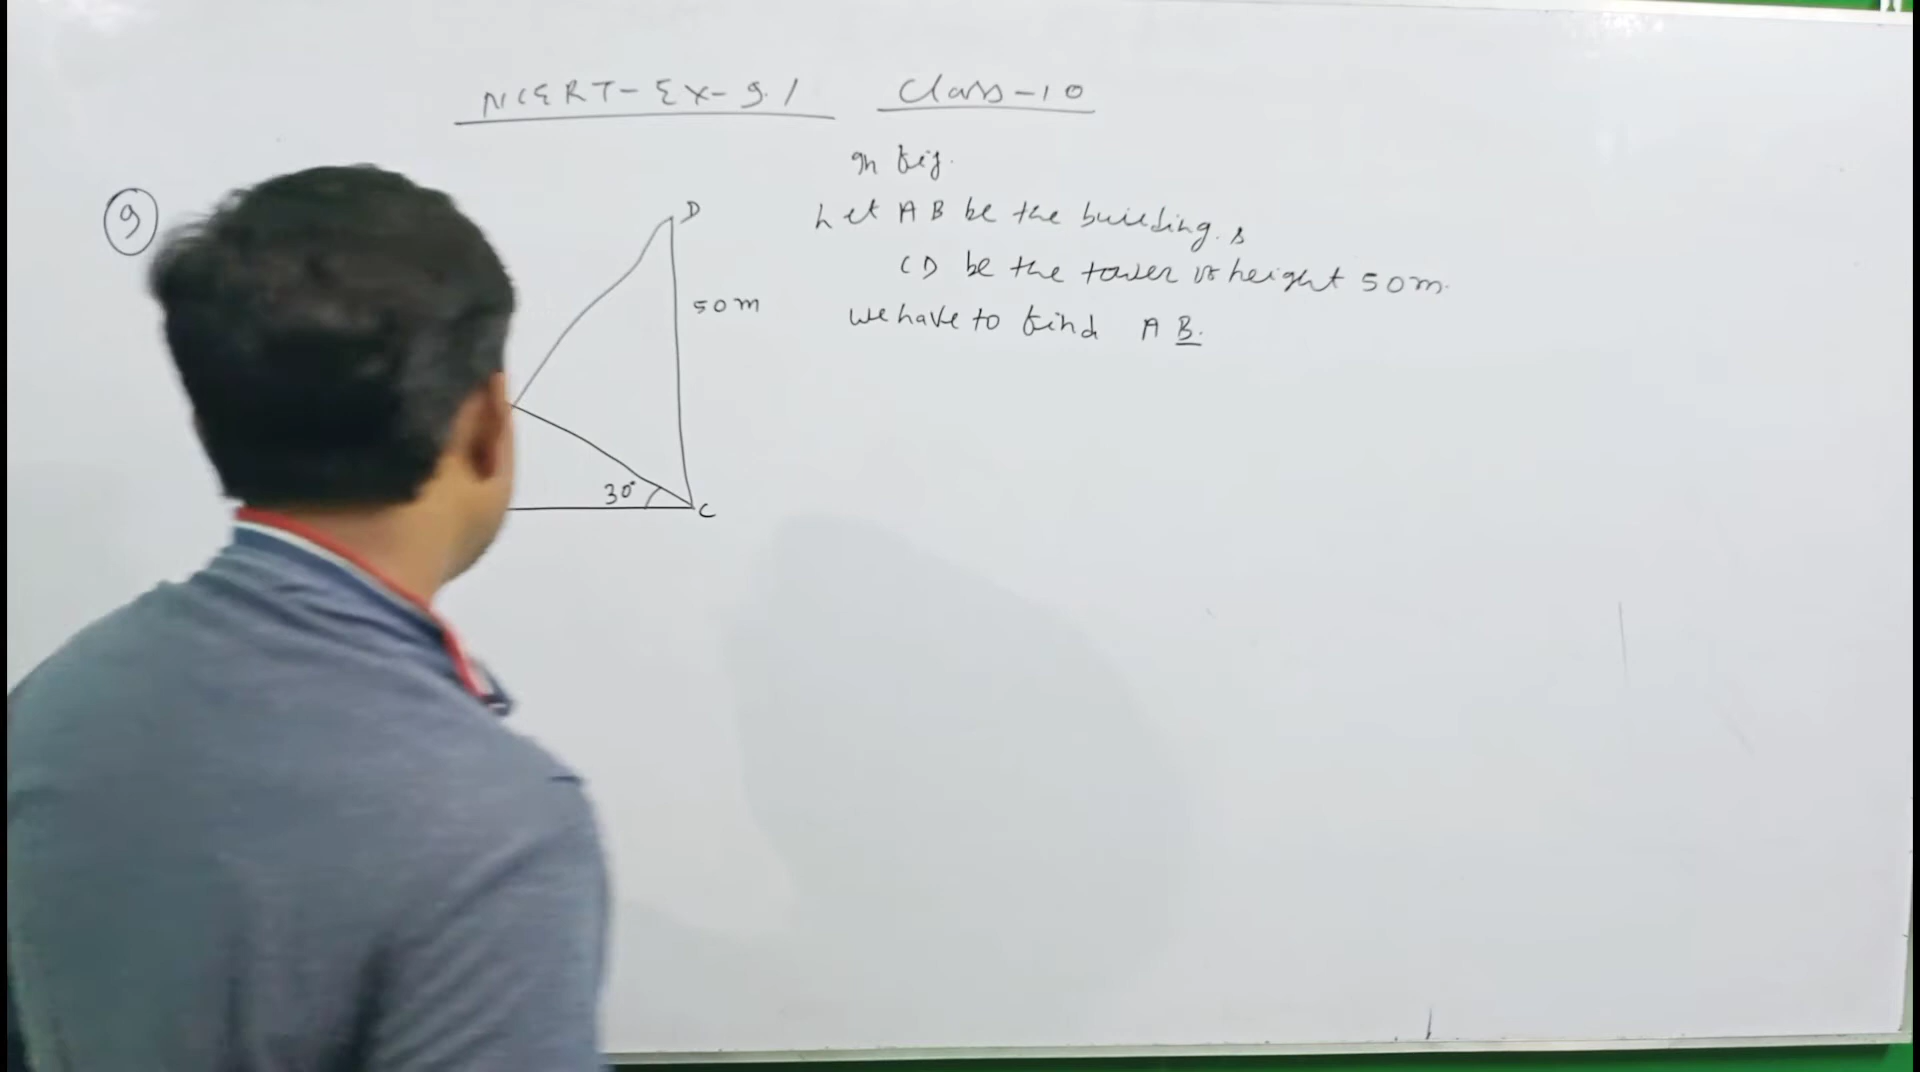 NCERT-Ex-9.1 Class-10
In fig.
9
D
Let AB be the building. &
CD be the tower of height 50m.
50m
we have to find AB.
30°
C